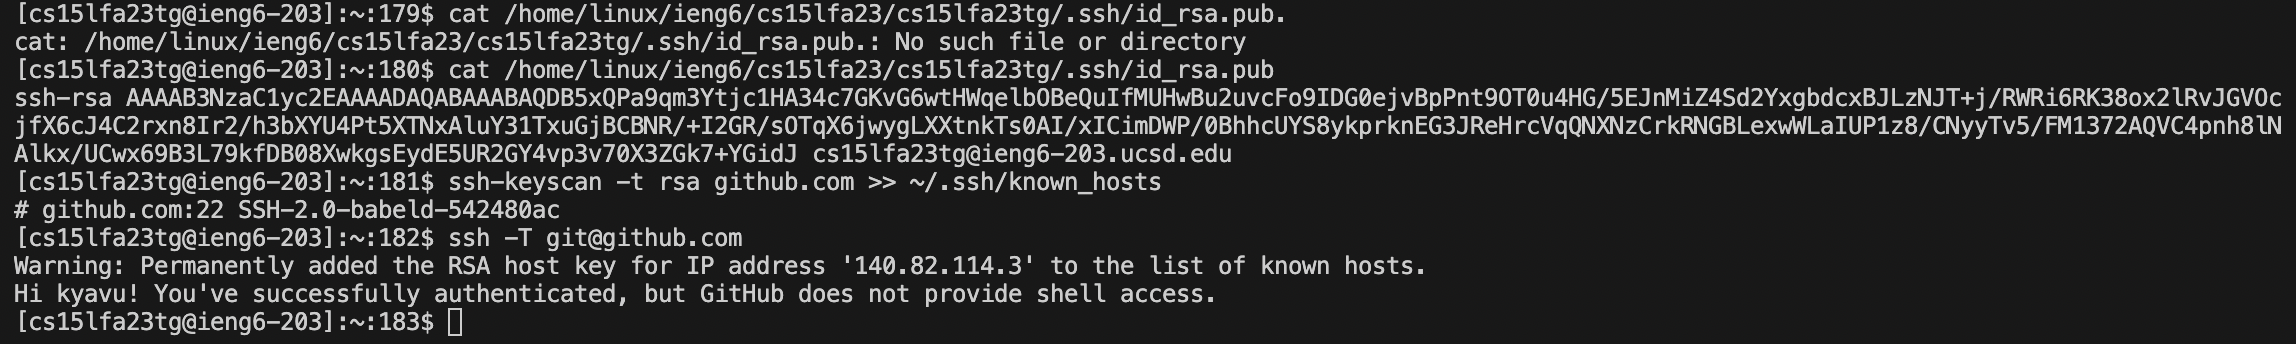 [cs15lfa23tg@ieng6-203]:~:179$ cat /home/linux/ieng6/cs15lfa23/cs15lfa23tg/.ssh/id_rsa.pub.
cat: /home/linux/ieng6/cs15lfa23/cs15lfa23tg/.ssh/id_rsa.pub.: No such file or directory
[cs15lfa23tg@ieng6-203]:~:180$ cat /home/linux/ieng6/cs15lfa23/cs15lfa23tg/.ssh/id_rsa.pub
ssh-rsa AAAAB3NzaC1yc2EAAAADAQABAAABAQDB5xQPa9qm3Ytjc1HA34c7GKvG6wtHWqelbOBeQuIfMUHwBu2uvcFo9IDG0ejvBpPnt9OT0u4HG/5EJnMiZ4Sd2YxgbdcxBJLzNJT+j/RWRi6RK38ox2lRvJGVOc
jfX6cJ4C2rxn8Ir2/h3bXYU4Pt5XTNxAluY31TxuGjBCBNR/+I2GR/sOTqX6jwygLXXtnkTs0AI/xICimDWP/0BhhcUYS8ykprknEG3JReHrcVqQNXNzCrkRNGBLexwWLaIUP1z8/CNyyTv5/FM1372AQVC4pnh8lN
Alkx/UCwx69B3L79kfDB08XwkgsEydE5UR2GY4vp3v70X3ZGk7+YGidJ cs15lfa23tg@ieng6-203.ucsd.edu
[cs15lfa23tg@ieng6-203]:~:181$ ssh-keyscan -t rsa github.com >> ~/.ssh/known_hosts
# github.com:22 SSH-2.0-babeld-542480ac
[cs15lfa23tg@ieng6-203]:~:182$ ssh -T git@github.com
Warning: Permanently added the RSA host key for IP address '140.82.114.3' to the list of known hosts.
Hi kyavu! You've successfully authenticated, but GitHub does not provide shell access.
[cs15lfa23tg@ieng6-203]:~:183$